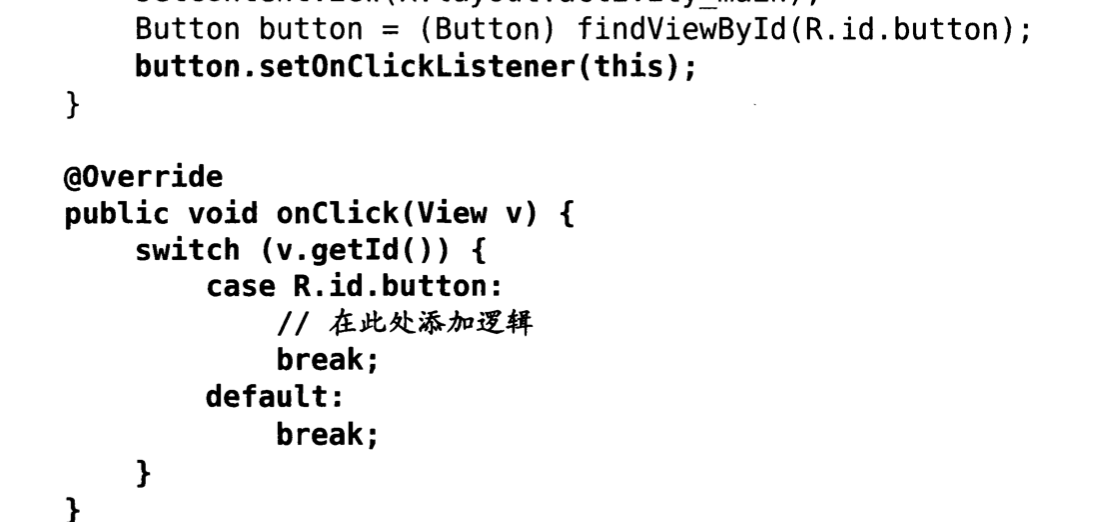 Button button = (Button) findViewById(R.id.button);
button.setOnClickListener(this);
}
@Override
public void onClick(View v) {
switch (v.getId()) {
case R.id.button:
// 在此处添加逻辑
break;
default:
break;
}
}